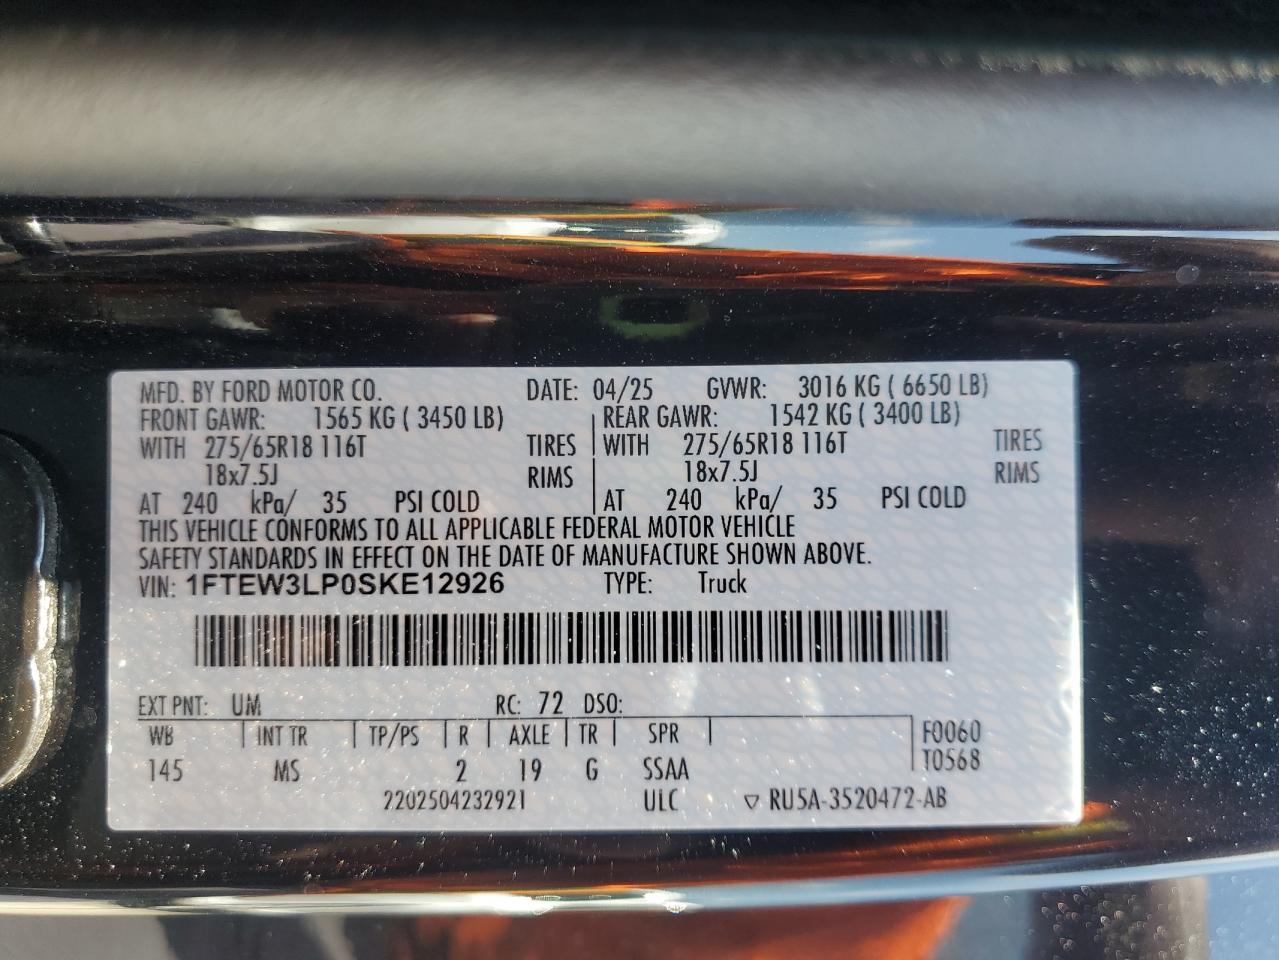 MFD. BY FORD MOTOR CO. DATE: 04/25 GVWR: 3016 KG ( 6650 LB)
FRONT GAWR: 1565 KG ( 3450 LB) REAR GAWR: 1542 KG ( 3400 LB)
WITH 275/65R18 116T TIRES WITH 275/65R18 116T TIRES
18x7.5J RIMS 18x7.5J RIMS
AT 240 kPa/ 35 PSI COLD AT 240 kPa/ 35 PSI COLD
THIS VEHICLE CONFORMS TO ALL APPLICABLE FEDERAL MOTOR VEHICLE
SAFETY STANDARDS IN EFFECT ON THE DATE OF MANUFACTURE SHOWN ABOVE.
VIN: 1FTEW3LP0SKE12926 TYPE: Truck
EXT PNT: UM RC: 72 DSO:
WB INT TR TP/PS R AXLE TR SPR F0060
145 MS 2 19 G SSAA T0568
2202504232921 ULC ▽ RU5A-3520472-AB